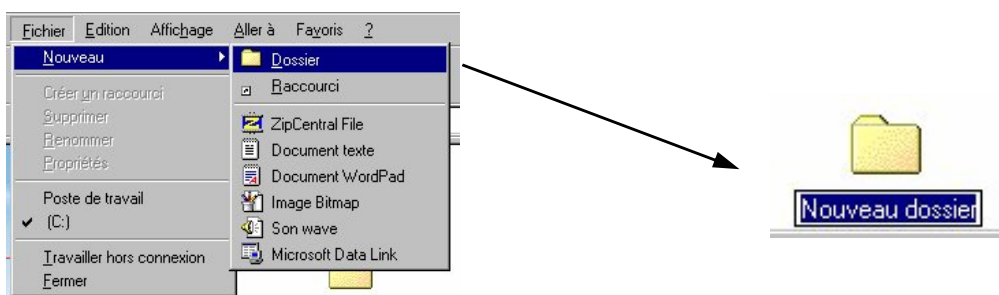 Fichier Edition Affichage Aller à Favoris ?
Nouveau
Créer un raccourci
Supprimer
Renommer
Propriétés
Poste de travail
(C:)
Travailler hors connexion
Fermer
Dossier
Raccourci
ZipCentral File
Document texte
Document WordPad
Image Bitmap
Son wave
Microsoft Data Link
Nouveau dossier